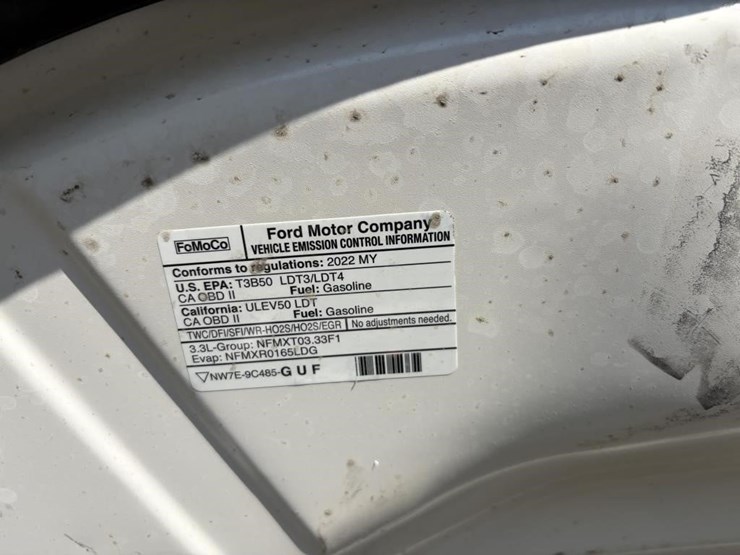 FoMoCo
Ford Motor Company
VEHICLE EMISSION CONTROL INFORMATION
Conforms to regulations: 2022 MY
U.S. EPA: T3B50 LDT3/LDT4
CA OBD II Fuel: Gasoline
California: ULEV50 LDT
CA OBD II Fuel: Gasoline
TWC/DFI/SFI/WR-HO2S/HO2S/EGR No adjustments needed.
3.3L-Group: NFMXT03.33F1
Evap: NFMXR0165LDG
NW7E-9C485-G U F